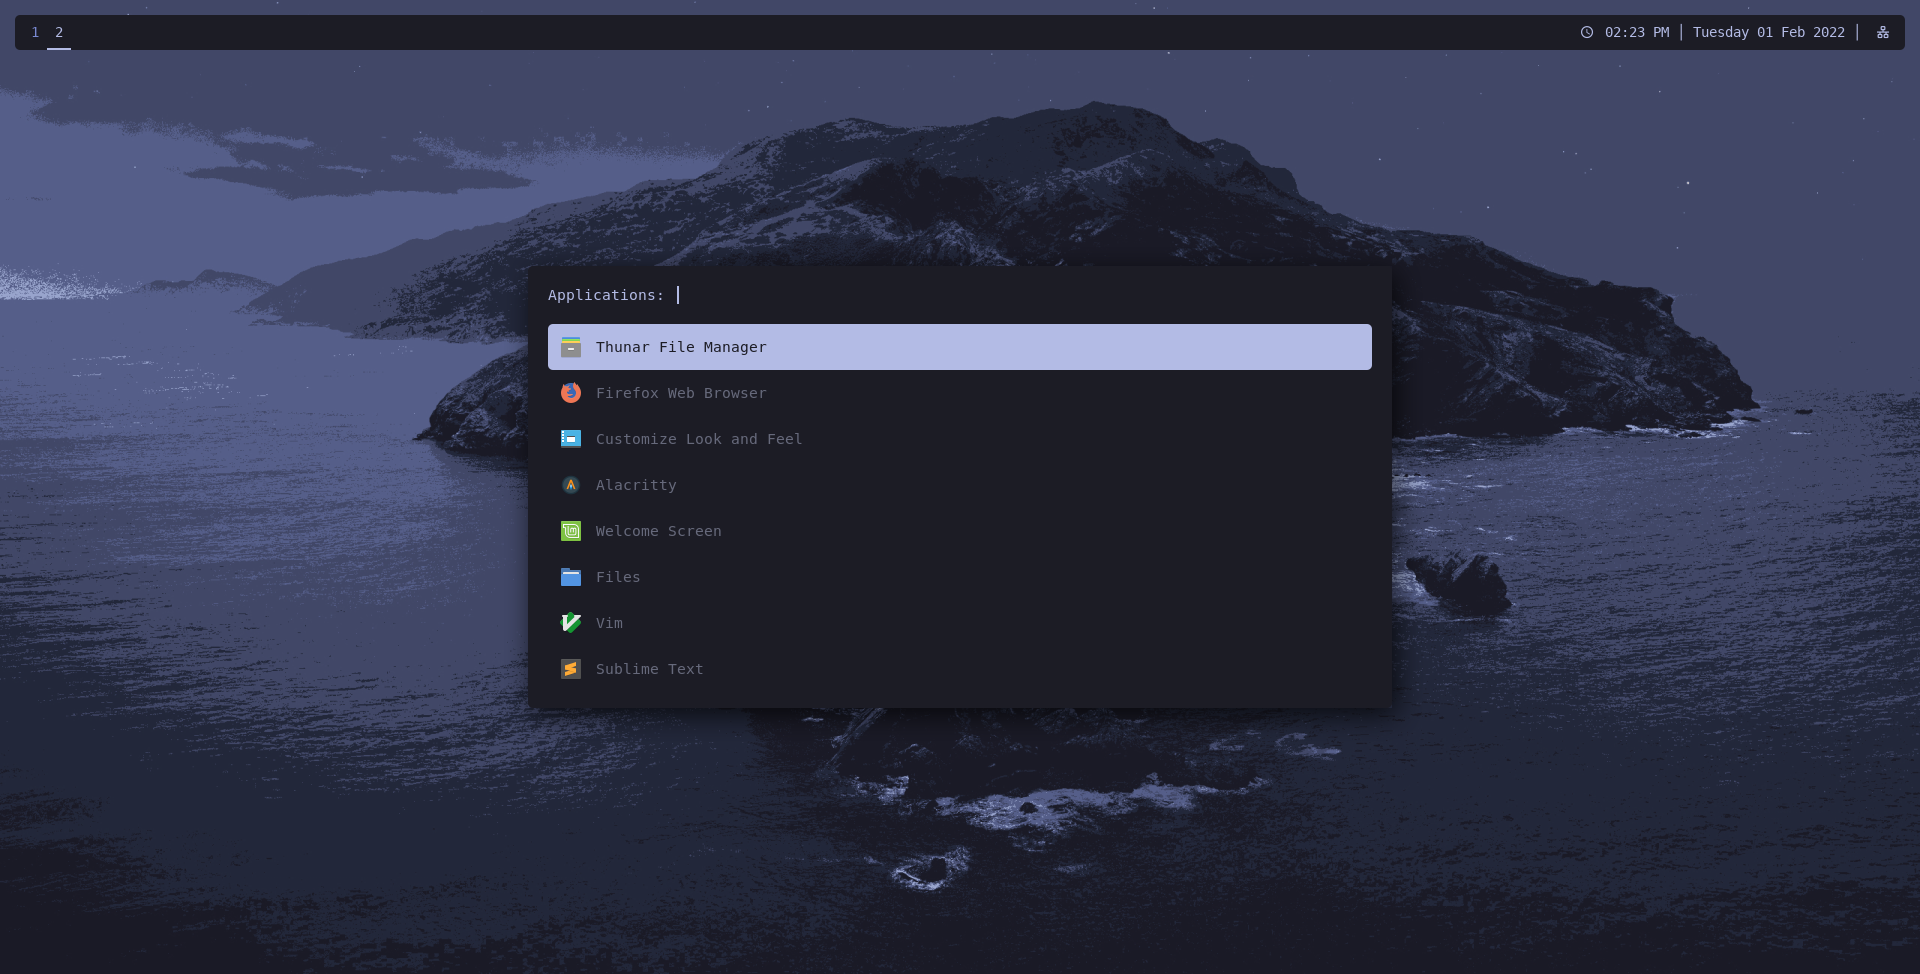 1 2
02:23 PM | Tuesday 01 Feb 2022 |
Applications:
Thunar File Manager
Firefox Web Browser
Customize Look and Feel
Alacritty
Welcome Screen
Files
Vim
Sublime Text